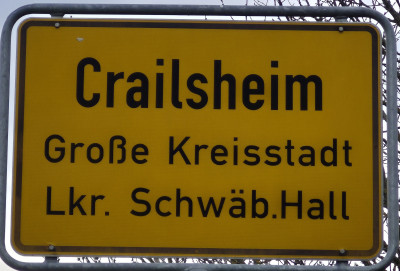 Crailsheim
Große Kreisstadt
Lkr. Schwäb.Hall